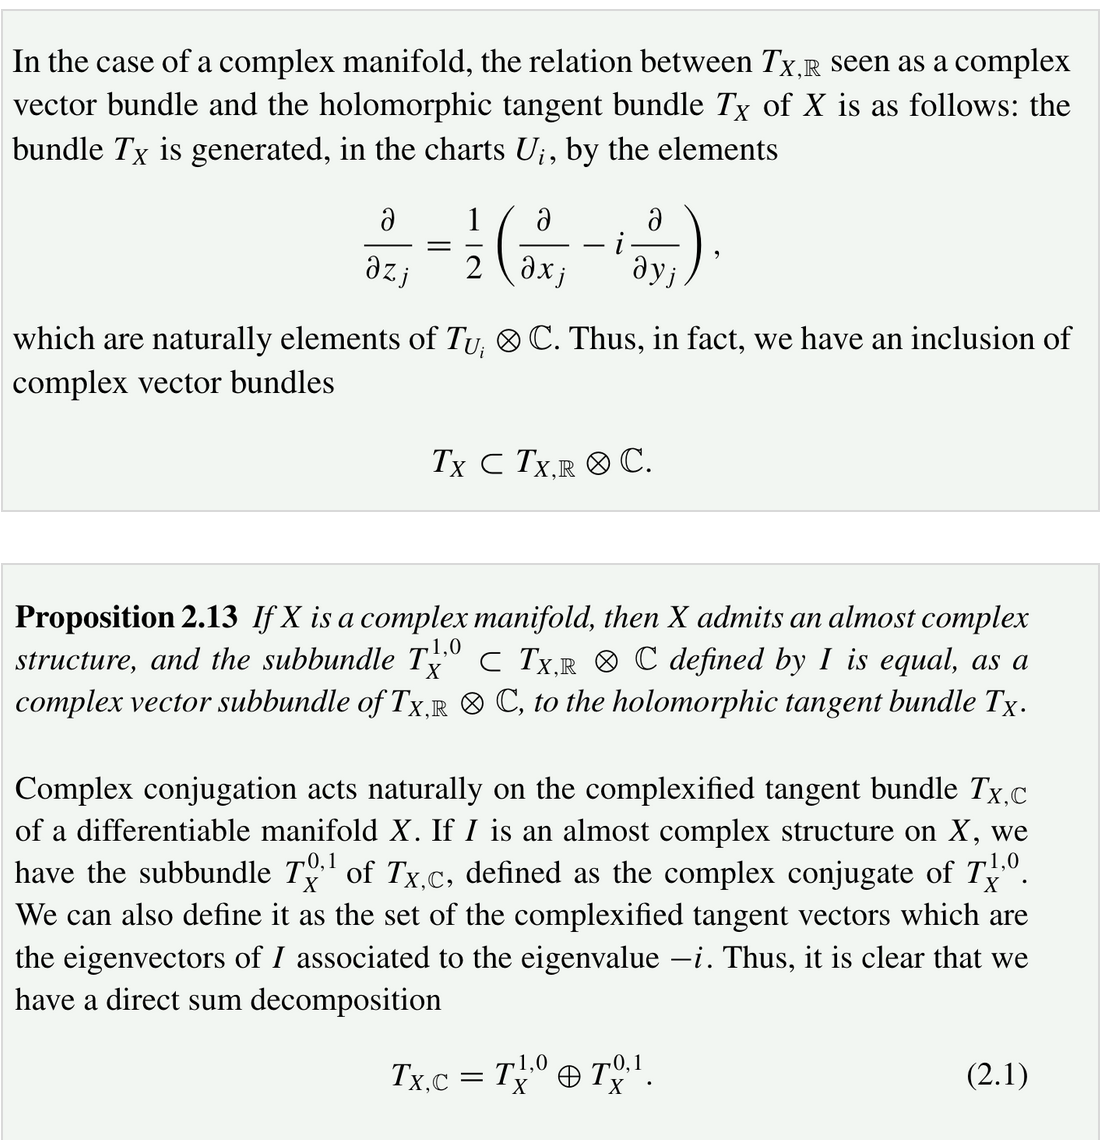 In the case of a complex manifold, the relation between $T_{X,\mathbb{R}}$ seen as a complex
vector bundle and the holomorphic tangent bundle $T_X$ of $X$ is as follows: the
bundle $T_X$ is generated, in the charts $U_i$, by the elements
$\frac{\partial}{\partial z_j} = \frac{1}{2} \left( \frac{\partial}{\partial x_j} - i \frac{\partial}{\partial y_j} \right),$
which are naturally elements of $T_{U_i} \otimes \mathbb{C}$. Thus, in fact, we have an inclusion of
complex vector bundles
$T_X \subset T_{X,\mathbb{R}} \otimes \mathbb{C}.$
Proposition 2.13 If X is a complex manifold, then X admits an almost complex
structure, and the subbundle $T_X^{1,0} \subset T_{X,\mathbb{R}} \otimes \mathbb{C}$ defined by $I$ is equal, as a
complex vector subbundle of $T_{X,\mathbb{R}} \otimes \mathbb{C}$, to the holomorphic tangent bundle $T_X$.
Complex conjugation acts naturally on the complexified tangent bundle $T_{X,\mathbb{C}}$
of a differentiable manifold $X$. If $I$ is an almost complex structure on $X$, we
have the subbundle $T_X^{0,1}$ of $T_{X,\mathbb{C}}$, defined as the complex conjugate of $T_X^{1,0}$.
We can also define it as the set of the complexified tangent vectors which are
the eigenvectors of $I$ associated to the eigenvalue $-i$. Thus, it is clear that we
have a direct sum decomposition
$T_{X,\mathbb{C}} = T_X^{1,0} \oplus T_X^{0,1}.$ (2.1)